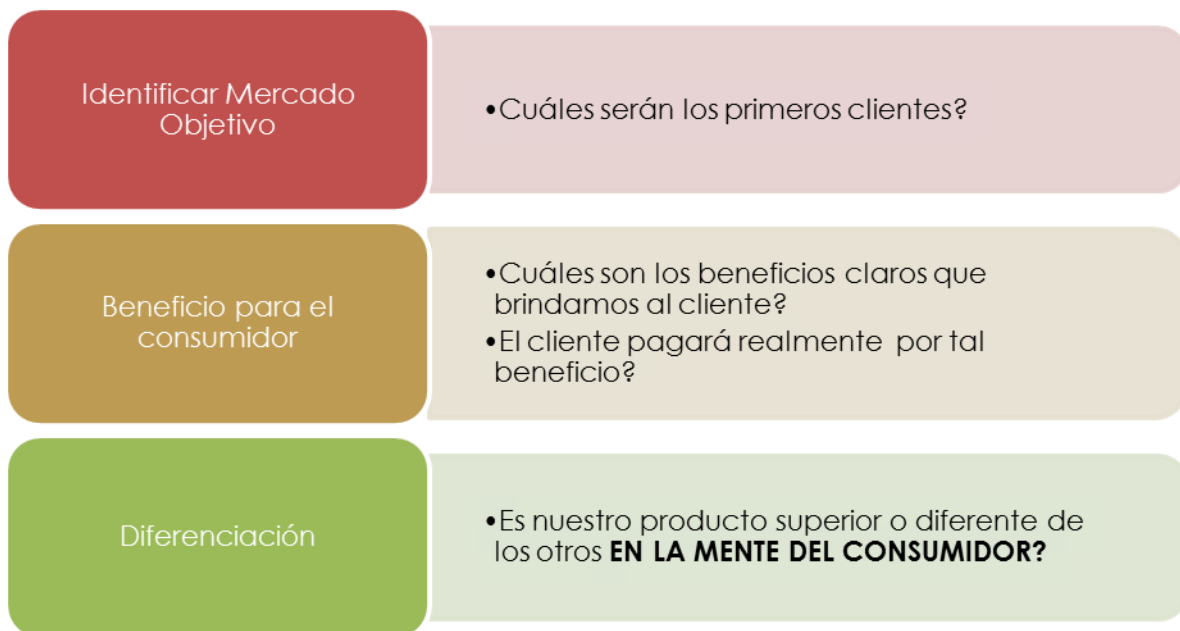 Identificar Mercado
Objetivo
•Cuáles serán los primeros clientes?
Beneficio para el
consumidor
•Cuáles son los beneficios claros que
brindamos al cliente?
•El cliente pagará realmente por tal
beneficio?
Diferenciación
•Es nuestro producto superior o diferente de
los otros EN LA MENTE DEL CONSUMIDOR?